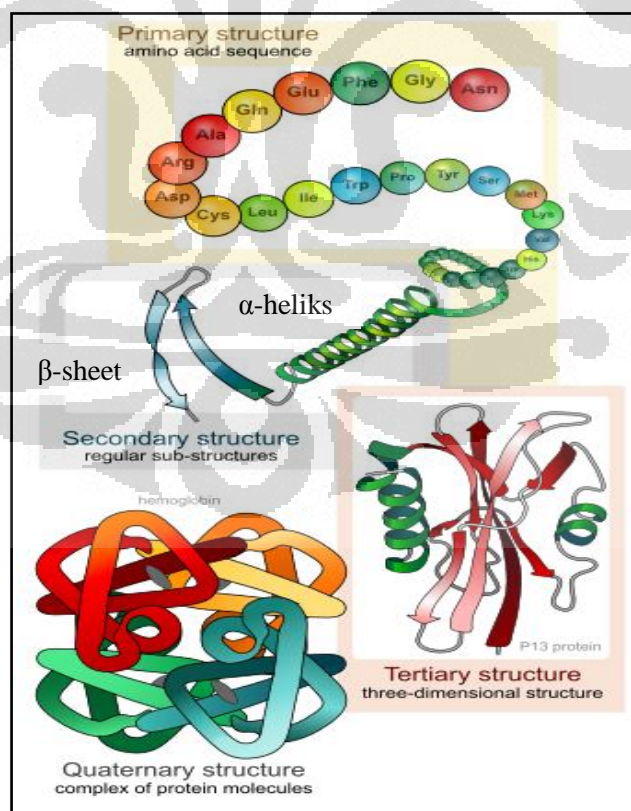 Primary structure
amino acid sequence
Asn
Gly
Phe
Glu
Gln
Ala
Arg
Asp
Cys
Leu
Ile
Trp
Pro
Tyr
Ser
Met
Lys
Val
His
α-heliks
β-sheet
Secondary structure
regular sub-structures
hemoglobin
P13 protein
Tertiary structure
three-dimensional structure
Quaternary structure
complex of protein molecules